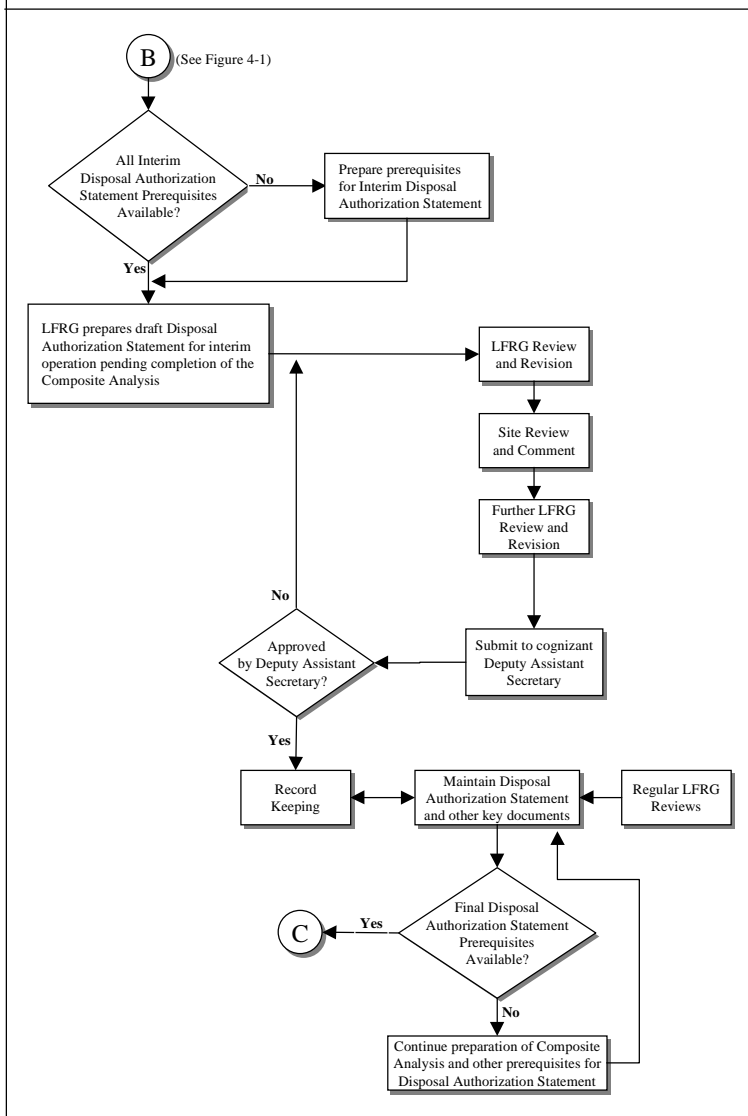 B
(See Figure 4-1)
All Interim
Disposal Authorization
Statement Prerequisites
Available?
No
Prepare prerequisites
for Interim Disposal
Authorization Statement
Yes
LFRG prepares draft Disposal
Authorization Statement for interim
operation pending completion of the
Composite Analysis
LFRG Review
and Revision
Site Review
and Comment
Further LFRG
Review and
Revision
No
Approved
by Deputy Assistant
Secretary?
Submit to cognizant
Deputy Assistant
Secretary
Yes
Record
Keeping
Maintain Disposal
Authorization Statement
and other key documents
Regular LFRG
Reviews
C
Yes
Final Disposal
Authorization Statement
Prerequisites
Available?
No
Continue preparation of Composite
Analysis and other prerequisites for
Disposal Authorization Statement